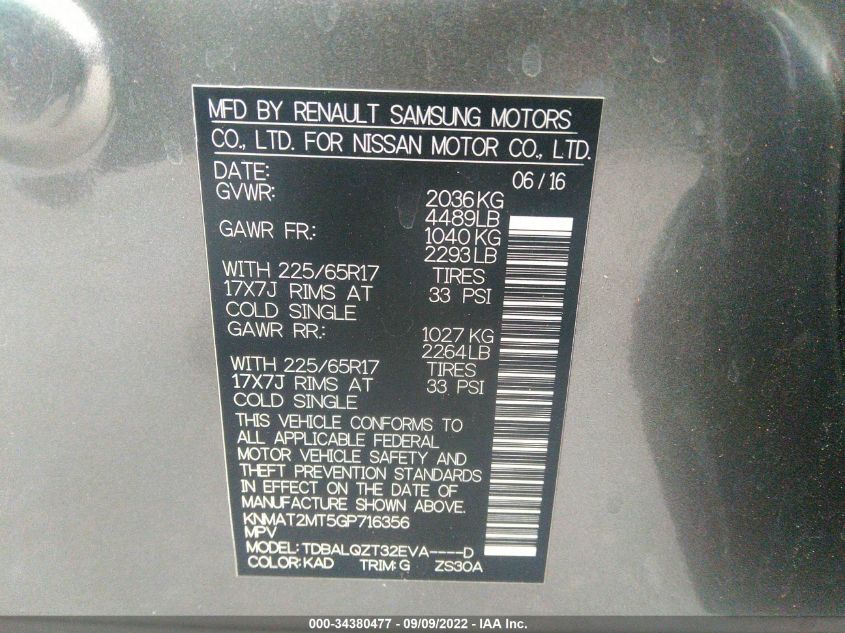 MFD BY RENAULT SAMSUNG MOTORS
CO., LTD. FOR NISSAN MOTOR CO., LTD.
DATE: 06/16
GVWR: 2036KG
4489LB
GAWR FR.: 1040KG
2293LB
WITH 225/65R17 TIRES
17X7J RIMS AT 33 PSI
COLD SINGLE
GAWR RR.: 1027KG
2264LB
WITH 225/65R17 TIRES
17X7J RIMS AT 33 PSI
COLD SINGLE
THIS VEHICLE CONFORMS TO
ALL APPLICABLE FEDERAL
MOTOR VEHICLE SAFETY AND
THEFT PREVENTION STANDARDS
IN EFFECT ON THE DATE OF
MANUFACTURE SHOWN ABOVE.
KNMAT2MT5GP716356
MPV
MODEL: TDBALQZT32EVA----D
COLOR:KAD TRIM:G ZS30A
000-34380477 - 09/09/2022 - IAA Inc.